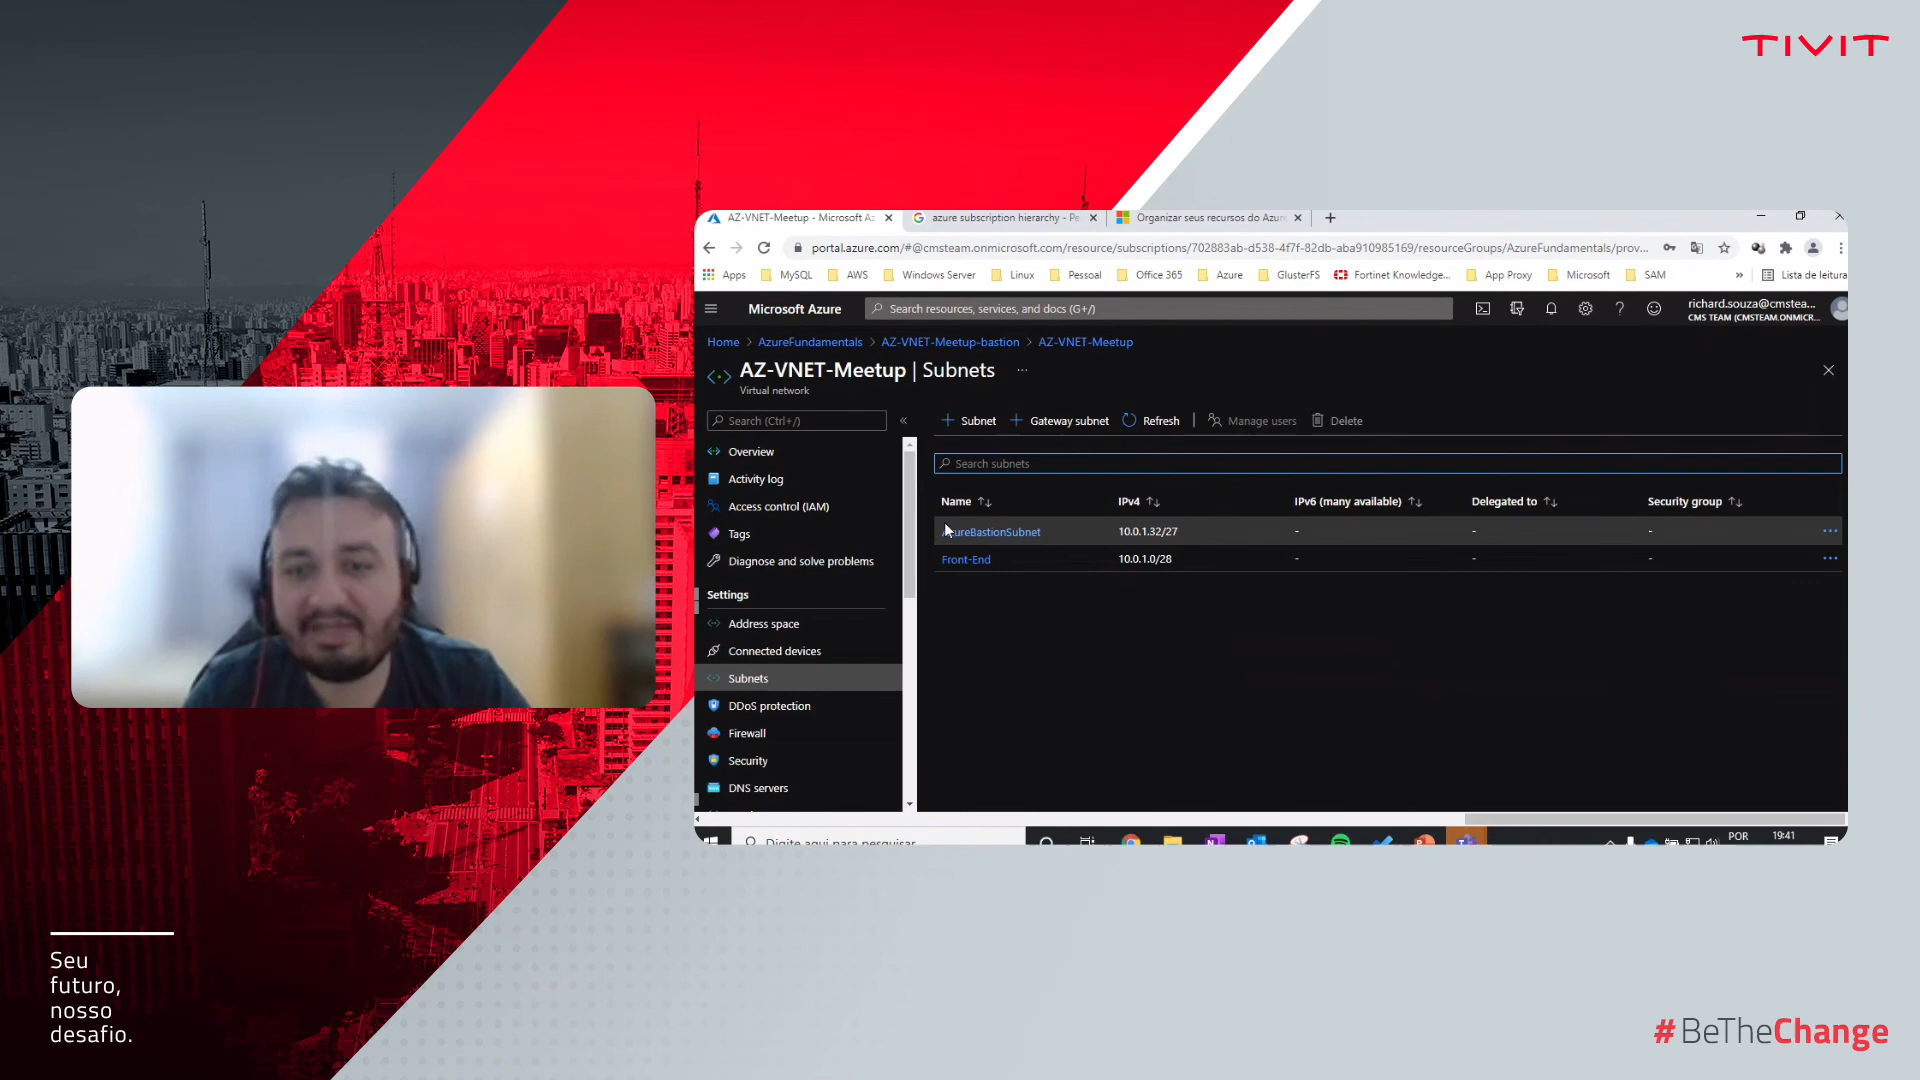 TIVIT
AZ-VNET-Meetup - Microsoft Az
azure subscription hierarchy - Pe
Organizar seus recursos do Azure
portal.azure.com/#@cmsteam.onmicrosoft.com/resource/subscriptions/702883ab-d538-4f7f-82db-aba910985169/resourceGroups/AzureFundamentals/prov...
Apps MySQL AWS Windows Server Linux Pessoal Office 365 Azure GlusterFS Fortinet Knowledge... App Proxy Microsoft SAM » Lista de leitura
Microsoft Azure
Search resources, services, and docs (G+/)
richard.souza@cmstea...
CMS TEAM (CMSTEAM.ONMICR...
Home > AzureFundamentals > AZ-VNET-Meetup-bastion > AZ-VNET-Meetup
AZ-VNET-Meetup | Subnets ...
Virtual network
Search (Ctrl+/) «
+ Subnet + Gateway subnet Refresh | Manage users Delete
Overview
Activity log
Access control (IAM)
Tags
Diagnose and solve problems
Settings
Address space
Connected devices
Subnets
DDoS protection
Firewall
Security
DNS servers
Search subnets
Name IPv4 IPv6 (many available) Delegated to Security group
AzureBastionSubnet 10.0.1.32/27 - - - ...
Front-End 10.0.1.0/28 - - - ...
Digite aqui para pesquisar
POR 19:41
Seu
futuro,
nosso
desafio.
#BeTheChange